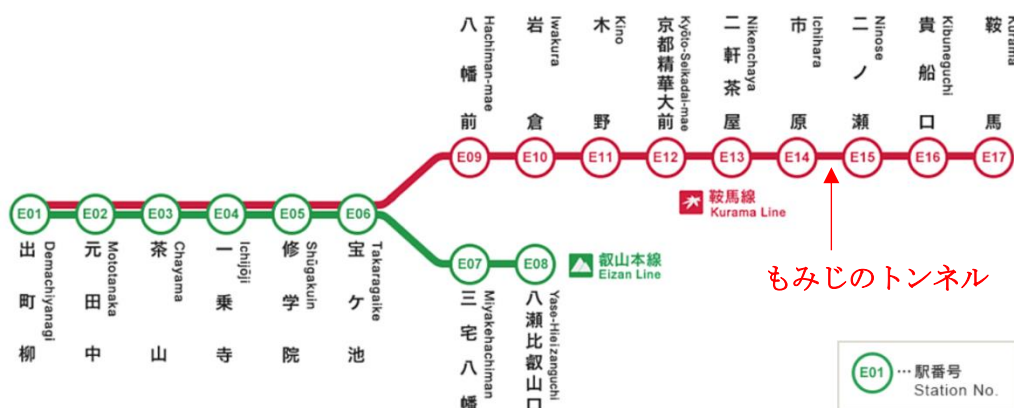 八幡前
Hachiman-mae
岩倉
Iwakura
木野
Kino
京都精華大前
Kyōto-Seikadai-mae
二軒茶屋
Nikenchaya
市原
Ichihara
二ノ瀬
Ninose
貴船口
Kibuneguchi
鞍馬
Kurama
E09
E10
E11
E12
E13
E14
E15
E16
E17
鞍馬線
Kurama Line
E01
E02
E03
E04
E05
E06
出町柳
Demachiyanagi
元田中
Mototanaka
茶山
Chayama
一乗寺
Ichijōji
修学院
Shūgakuin
宝ケ池
Takaragaike
E07
E08
叡山本線
Eizan Line
三宅八幡
Miyakehachiman
八瀬比叡山口
Yase-Hieizanguchi
もみじのトンネル
E01
…駅番号
Station No.